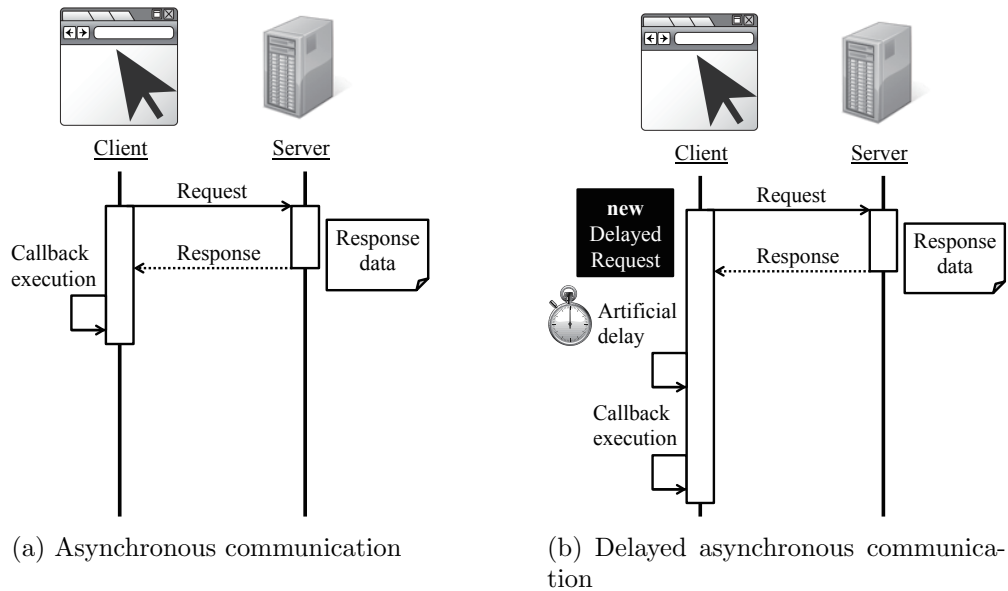 Client
Server
Request
Callback
execution
Response
Response
data
(a) Asynchronous communication
Client
Server
new
Delayed
Request
Request
Response
Response
data
Artificial
delay
Callback
execution
(b) Delayed asynchronous communica-
tion